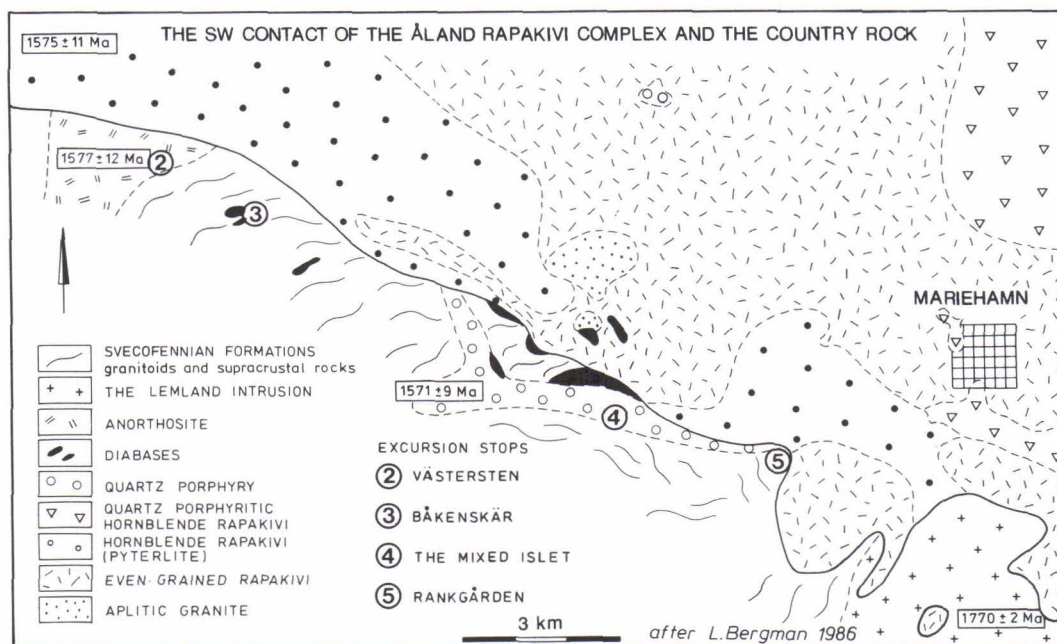 THE SW CONTACT OF THE ÅLAND RAPAKIVI COMPLEX AND THE COUNTRY ROCK
1575±11 Ma
1577±12 Ma
2
3
MARIEHAMN
1571±9 Ma
4
5
SVECOFENNIAN FORMATIONS
granitoids and supracrustal rocks
THE LEMLAND INTRUSION
ANORTHOSITE
DIABASES
QUARTZ PORPHYRY
QUARTZ PORPHYRITIC
HORNBLENDE RAPAKIVI
HORNBLENDE RAPAKIVI
(PYTERLITE)
EVEN-GRAINED RAPAKIVI
APLITIC GRANITE
EXCURSION STOPS
2 VÄSTERSTEN
3 BÅKENSKÄR
4 THE MIXED ISLET
5 RANKGÅRDEN
3 km
after L.Bergman 1986
1770±2 Ma